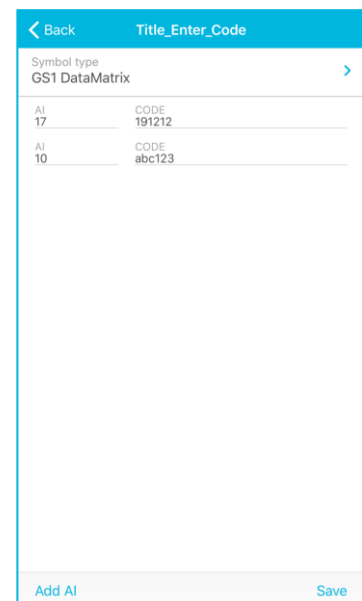 Back Title_Enter_Code
Symbol type
GS1 DataMatrix
AI CODE
17 191212
AI CODE
10 abc123
Add AI Save